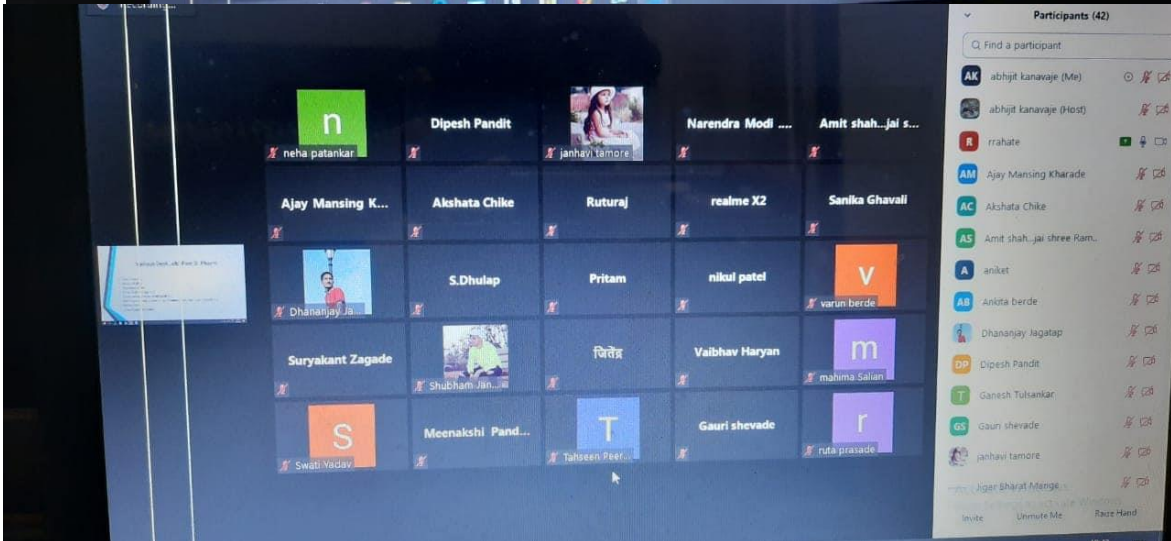 Participants (42)
Find a participant
n
neha patankar
Dipesh Pandit
janhavi tamore
Narendra Modi ....
Amit shah...jai s...
Ajay Mansing K...
Akshata Chike
Ruturaj
realme X2
Sanika Ghavali
Dhananjay Ja...
S.Dhulap
Pritam
nikul patel
V
varun berde
Suryakant Zagade
Shubham Jan...
जितेंद्र
Vaibhav Haryan
m
mahima Salian
S
Swati Yadav
Meenakshi Pand...
T
Tahseen Peer...
Gauri shevade
r
ruta prasade
AK abhijit kanavaje (Me)
abhijit kanavaje (Host)
R rrahate
AM Ajay Mansing Kharade
AC Akshata Chike
AS Amit shah...jai shree Ram...
A aniket
AB Ankita berde
Dhananjay Jagatap
DP Dipesh Pandit
T Ganesh Tulsankar
GS Gauri shevade
janhavi tamore
Jigar Bharat Menge
Invite Unmute Me Raise Hand